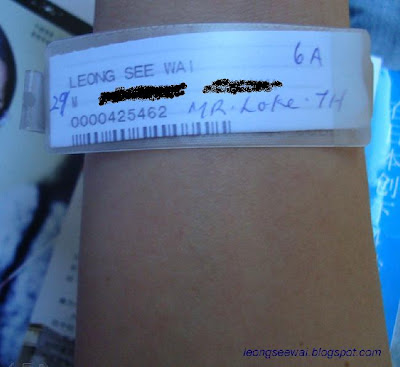 LEONG SEE WAI 6A
29 M
0000425462 MR. Loke. TH
leongseewai.blogspot.com